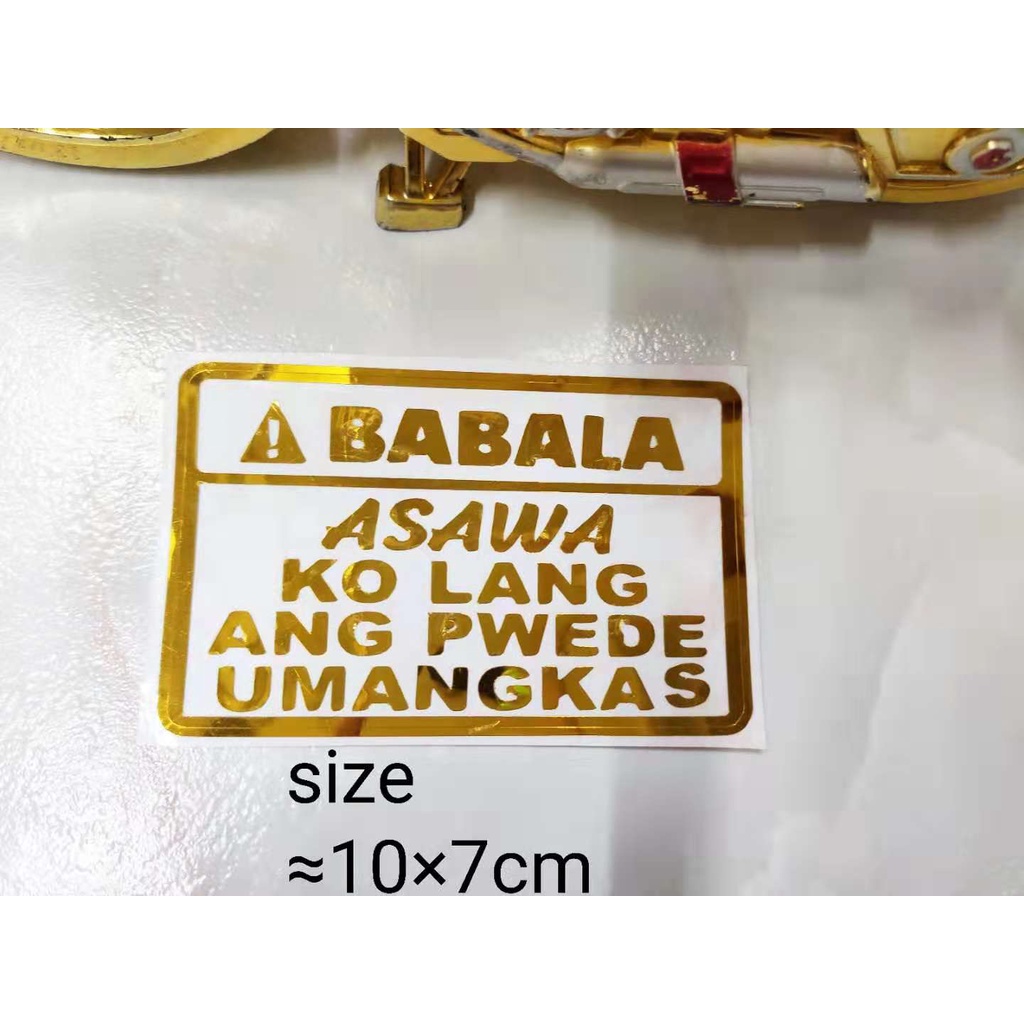 ! BABALA
ASAWA
KO LANG
ANG PWEDE
UMANGKAS
size
≈10×7cm